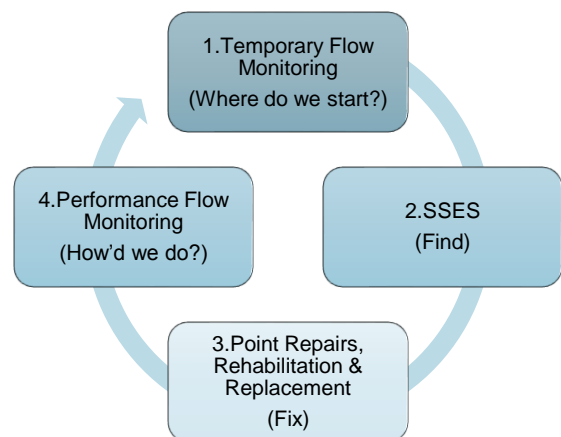 1.Temporary Flow
Monitoring
(Where do we start?)
2.SSES
(Find)
3.Point Repairs,
Rehabilitation &
Replacement
(Fix)
4.Performance Flow
Monitoring
(How'd we do?)